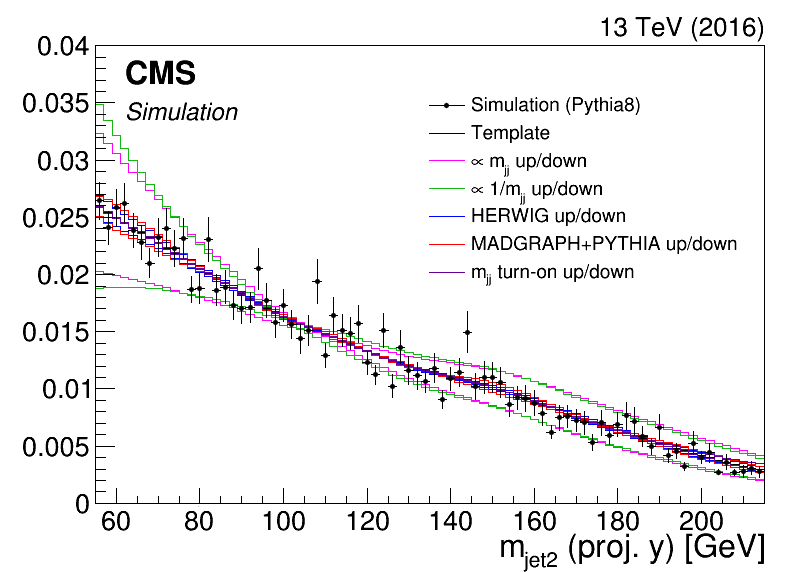 13 TeV (2016)
0.04
CMS
0.035
Simulation
Simulation (Pythia8)
Template
∝ m_jj up/down
0.03
∝ 1/m_jj up/down
HERWIG up/down
0.025
MADGRAPH+PYTHIA up/down
m_jj turn-on up/down
0.02
0.015
0.01
0.005
0
60 80 100 120 140 160 180 200
m_jet2 (proj. y) [GeV]